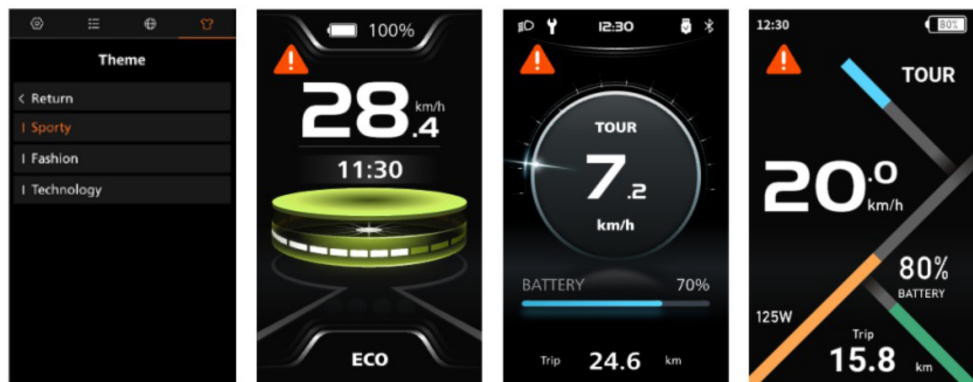 Theme
< Return
I Sporty
I Fashion
I Technology
100%
28.4 km/h
11:30
ECO
12:30
TOUR
7.2
km/h
BATTERY 70%
Trip 24.6 km
12:30 80%
TOUR
20.0 km/h
80%
BATTERY
125W
Trip
15.8 km